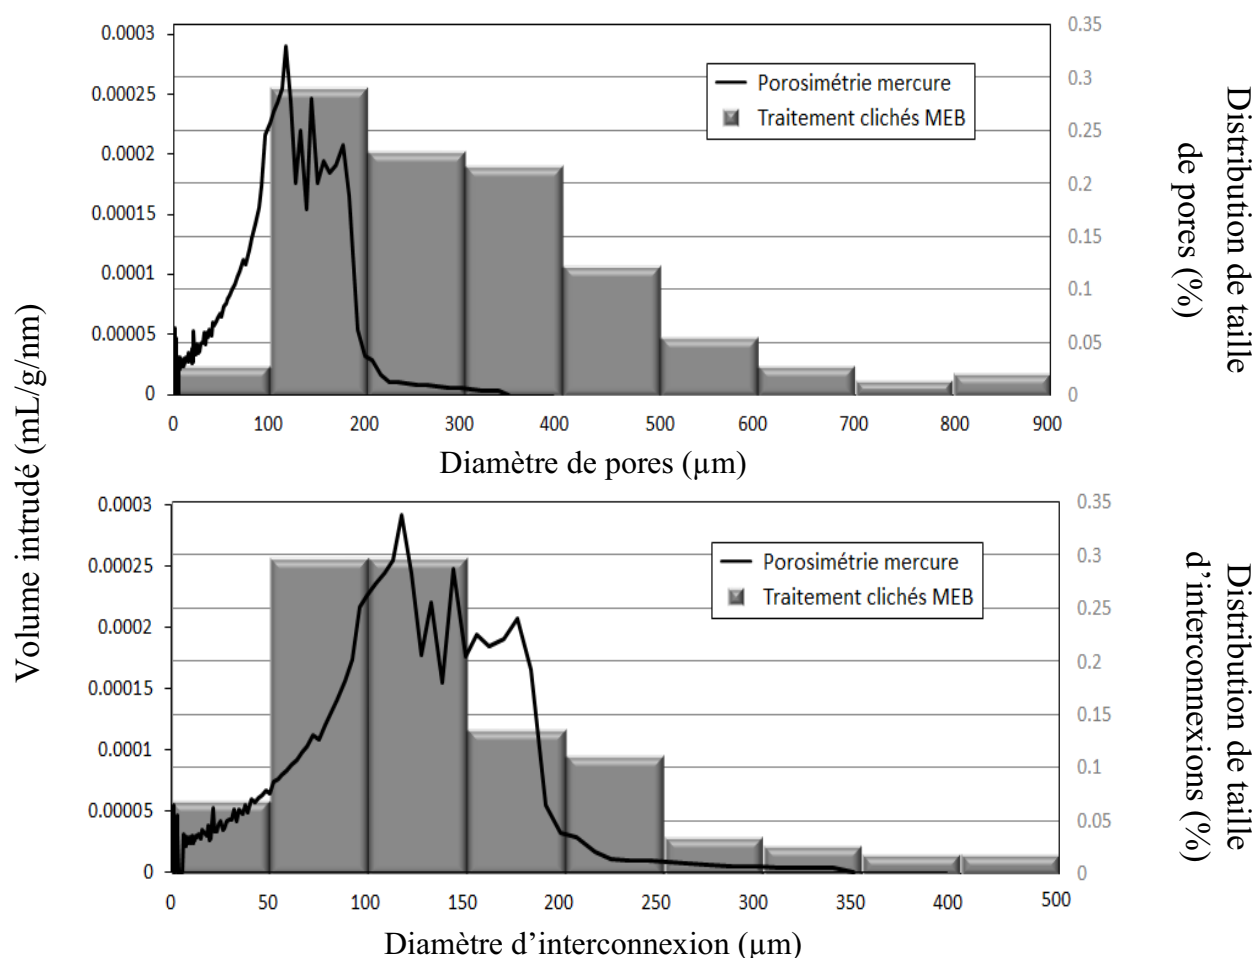 Volume intrudé (mL/g/nm)
0.0003
0.00025
0.0002
0.00015
0.0001
0.00005
0
Porosimétrie mercure
Traitement clichés MEB
0.35
0.3
0.25
0.2
0.15
0.1
0.05
0
Distribution de taille
de pores (%)
0 100 200 300 400 500 600 700 800 900
Diamètre de pores (µm)
0.0003
0.00025
0.0002
0.00015
0.0001
0.00005
0
Porosimétrie mercure
Traitement clichés MEB
0.35
0.3
0.25
0.2
0.15
0.1
0.05
0
Distribution de taille
d’interconnexions (%)
0 50 100 150 200 250 300 350 400 500
Diamètre d’interconnexion (µm)